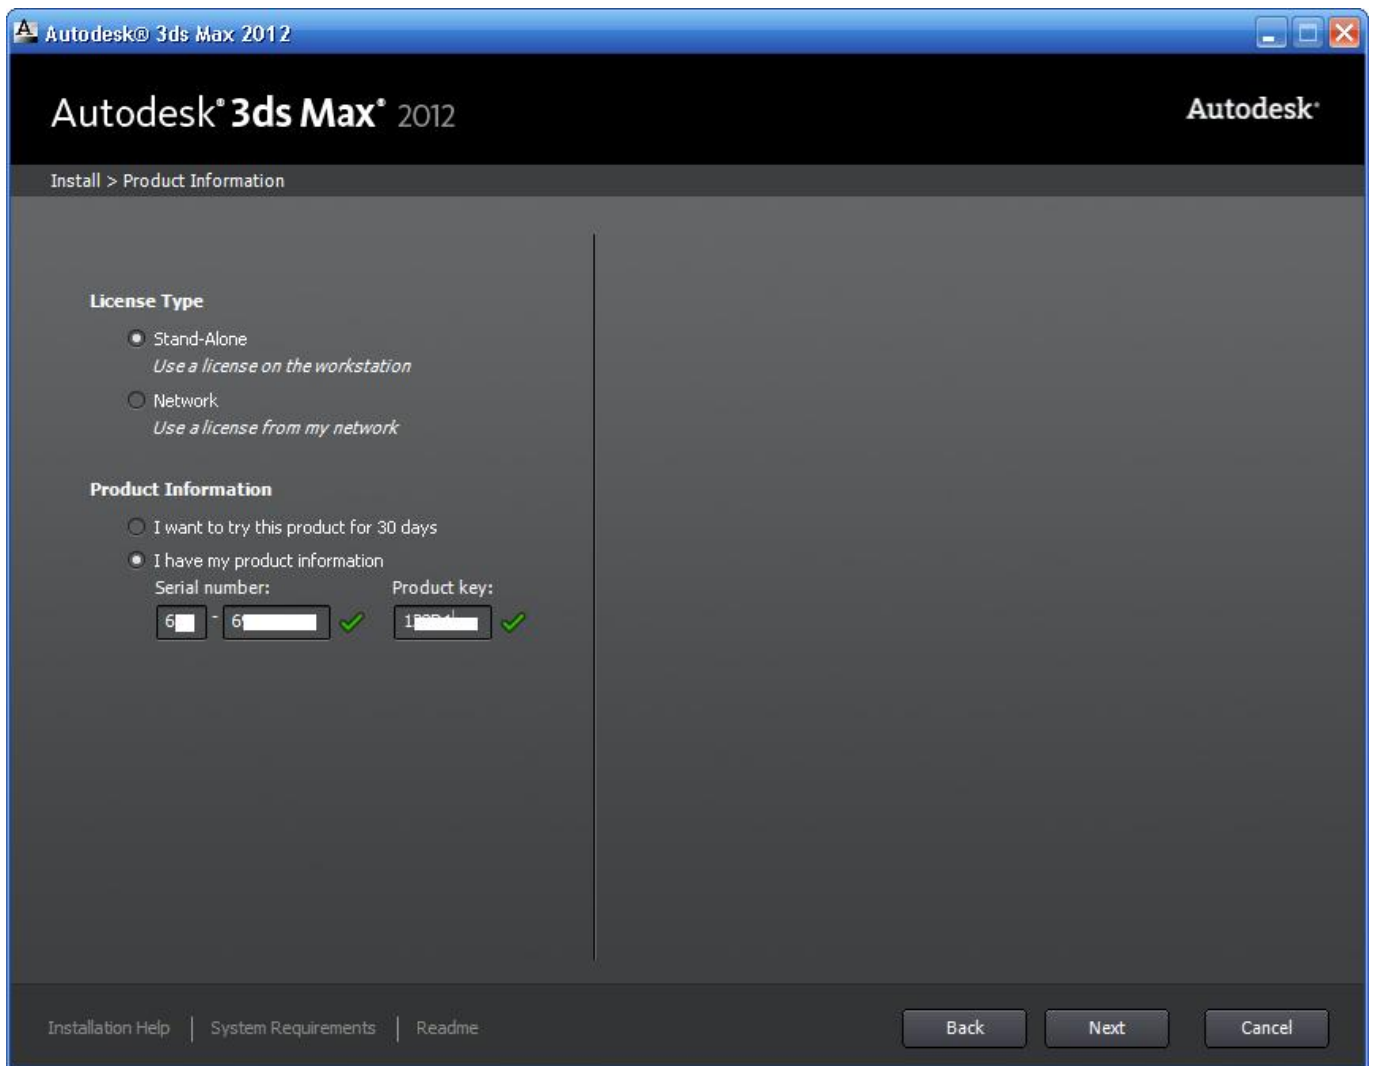 Autodesk® 3ds Max 2012
Autodesk® 3ds Max® 2012
Autodesk®
Install > Product Information
License Type
Stand-Alone
Use a license on the workstation
Network
Use a license from my network
Product Information
I want to try this product for 30 days
I have my product information
Serial number: Product key:
6 - 6
Installation Help | System Requirements | Readme
Back Next Cancel